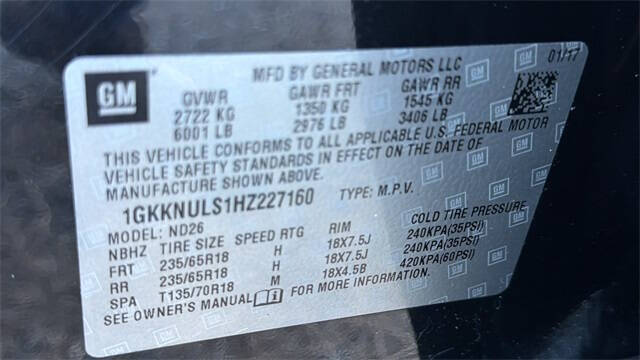 GM
MFD BY GENERAL MOTORS LLC 01/17
GVWR GAWR FRT GAWR RR
2722 KG 1350 KG 1545 KG
6001 LB 2976 LB 3406 LB
THIS VEHICLE CONFORMS TO ALL APPLICABLE U.S. FEDERAL MOTOR
VEHICLE SAFETY STANDARDS IN EFFECT ON THE DATE OF
MANUFACTURE SHOWN ABOVE.
1GKKNULS1HZ227160 TYPE: M.P.V.
MODEL: ND26
NBHZ TIRE SIZE SPEED RTG RIM COLD TIRE PRESSURE
FRT 235/65R18 H 18X7.5J 240KPA(35PSI)
RR 235/65R18 H 18X7.5J 240KPA(35PSI)
SPA T135/70R18 M 18X4.5B 420KPA(60PSI)
SEE OWNER'S MANUAL